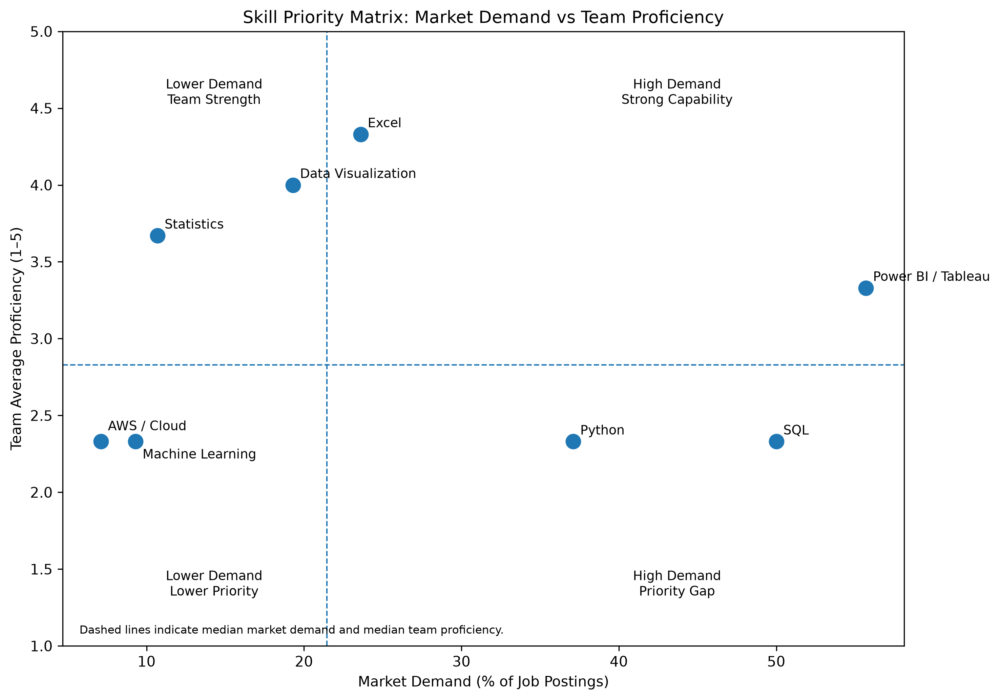 Skill Priority Matrix: Market Demand vs Team Proficiency
5.0
Lower Demand
Team Strength
High Demand
Strong Capability
4.5
Excel
Data Visualization
4.0
Statistics
3.5
Power BI / Tableau
Team Average Proficiency (1–5)
3.0
2.5
AWS / Cloud
Machine Learning
Python
SQL
2.0
1.5
Lower Demand
Lower Priority
High Demand
Priority Gap
Dashed lines indicate median market demand and median team proficiency.
1.0
10
20
30
40
50
Market Demand (% of Job Postings)